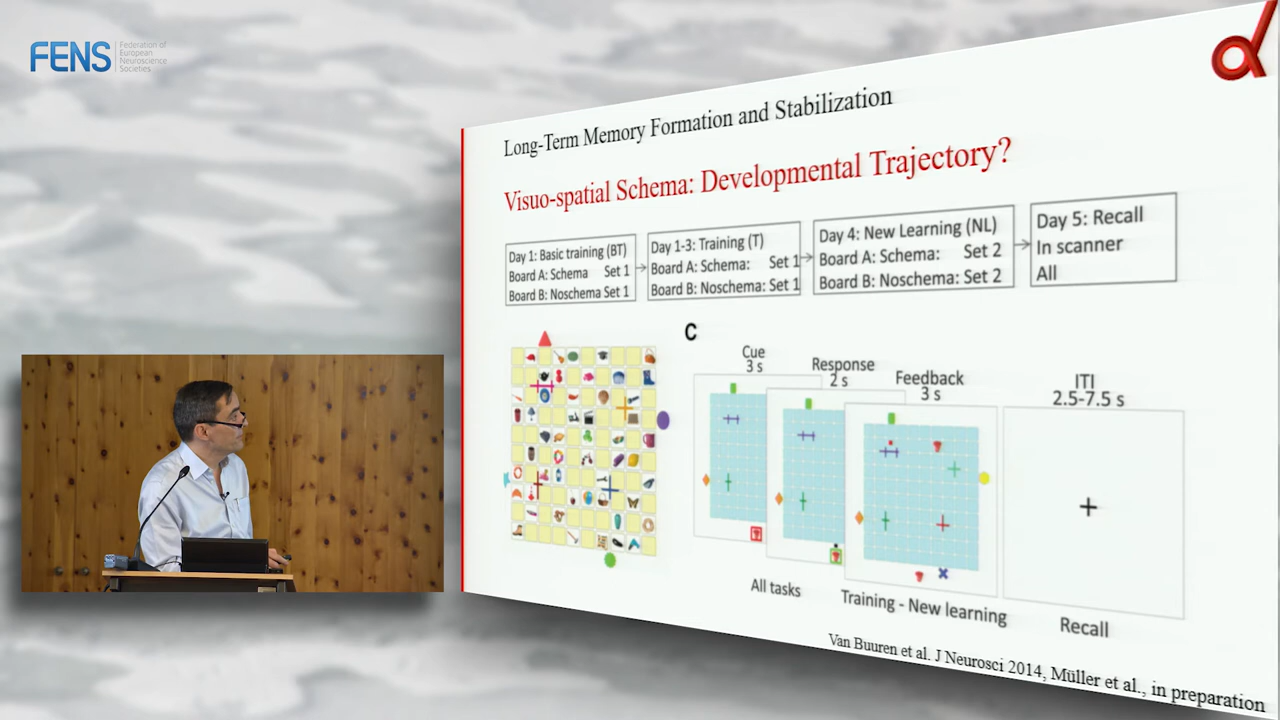 FENS
Federation of
European
Neuroscience
Societies
Long-Term Memory Formation and Stabilization
Visuo-spatial Schema: Developmental Trajectory?
Day 1: Basic training (BT)
Board A: Schema Set 1
Board B: Noschema Set 1
Day 1-3: Training (T)
Board A: Schema: Set 1
Board B: Noschema: Set 1
Day 4: New Learning (NL)
Board A: Schema: Set 2
Board B: Noschema: Set 2
Day 5: Recall
In scanner
All
C
Cue
3 s
Response
2 s
Feedback
3 s
ITI
2.5-7.5 s
All tasks
Training - New learning
Recall
Van Buuren et al. J Neurosci 2014, Müller et al., in preparation